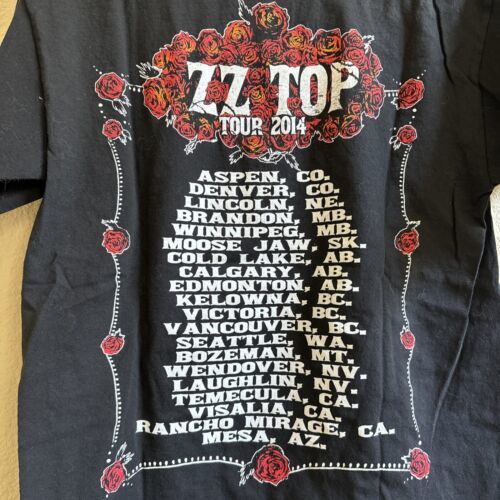 ZZ TOP
TOUR 2014
ASPEN, CO.
DENVER, CO.
LINCOLN, NE.
BRANDON, MB.
WINNIPEG, MB.
MOOSE JAW, SK.
COLD LAKE, AB.
CALGARY, AB.
EDMONTON, AB.
KELOWNA, BC.
VICTORIA, BC.
VANCOUVER, BC.
SEATTLE, WA.
BOZEMAN, MT.
WENDOVER, NV.
LAUGHLIN, NV.
TEMECULA, CA.
VISALIA, CA.
RANCHO MIRAGE, CA.
MESA, AZ.